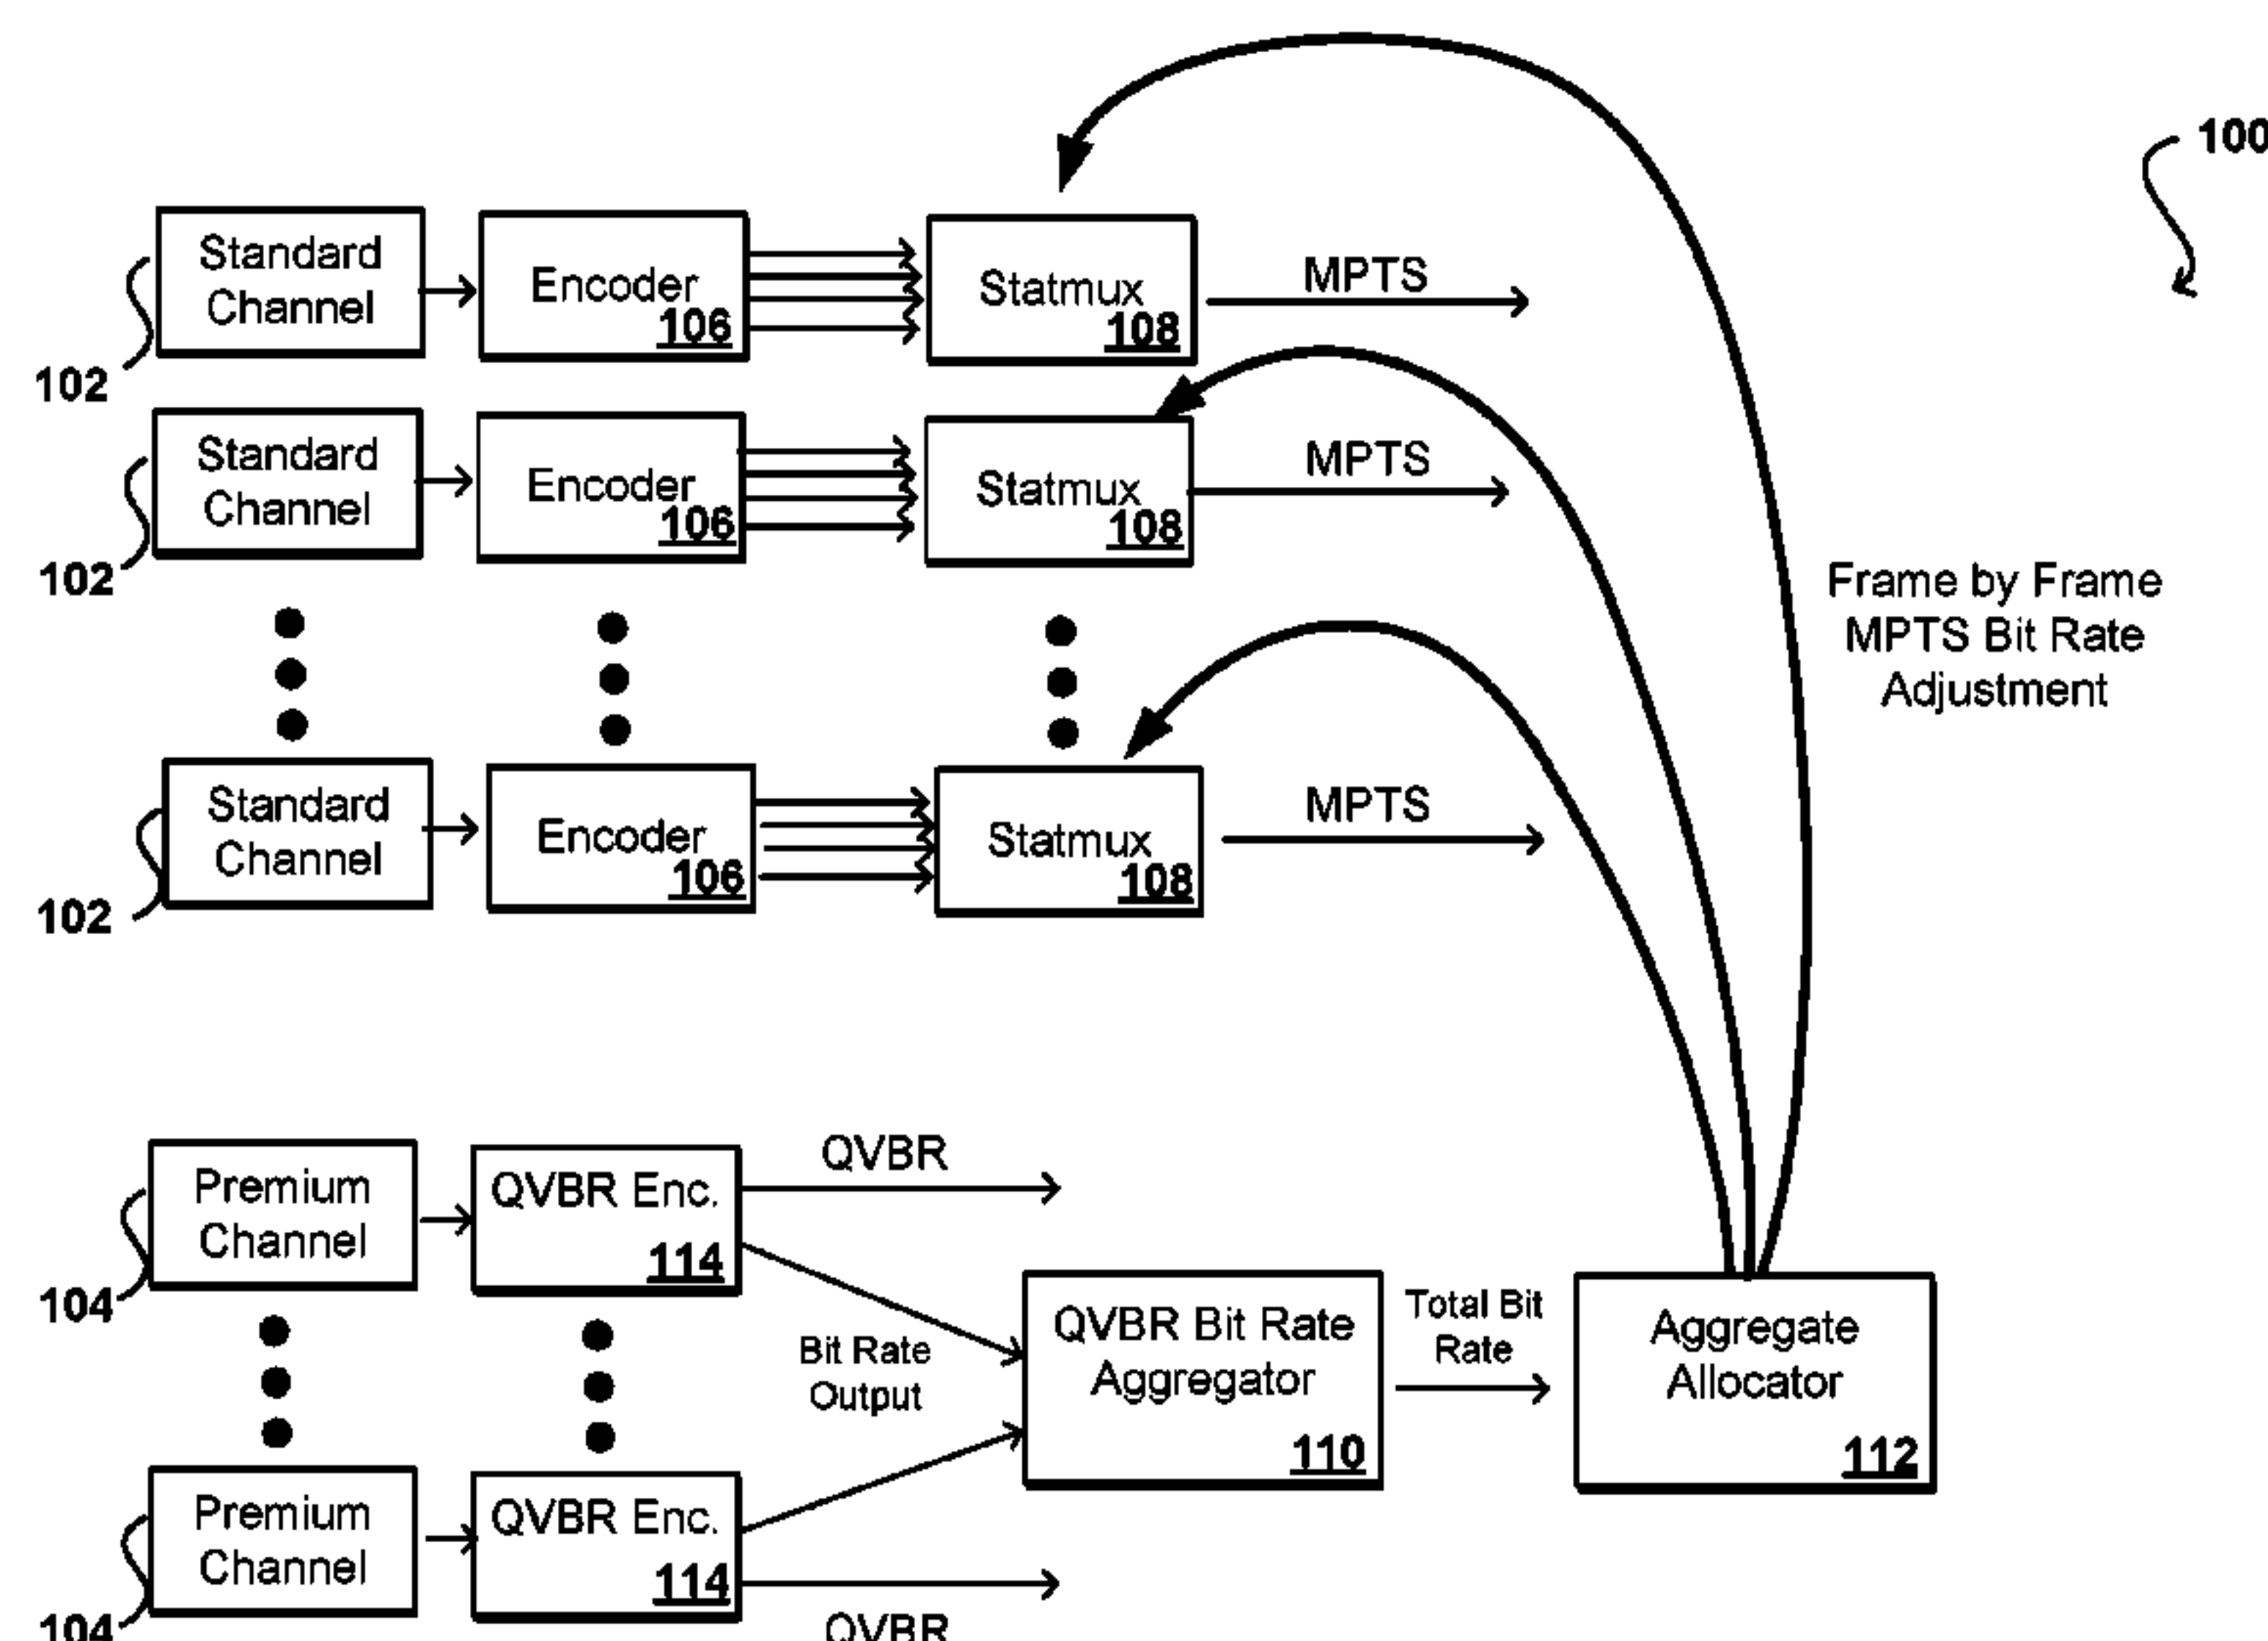 100
Standard
Channel
Encoder
106
Statmux
108
MPTS
102
Standard
Channel
Encoder
106
Statmux
108
MPTS
102
Frame by Frame
MPTS Bit Rate
Adjustment
Standard
Channel
Encoder
106
Statmux
108
MPTS
102
Premium
Channel
QVBR Enc.
114
QVBR
104
Bit Rate
Output
QVBR Bit Rate
Aggregator
110
Total Bit
Rate
Aggregate
Allocator
112
Premium
Channel
QVBR Enc.
114
104
QVBR